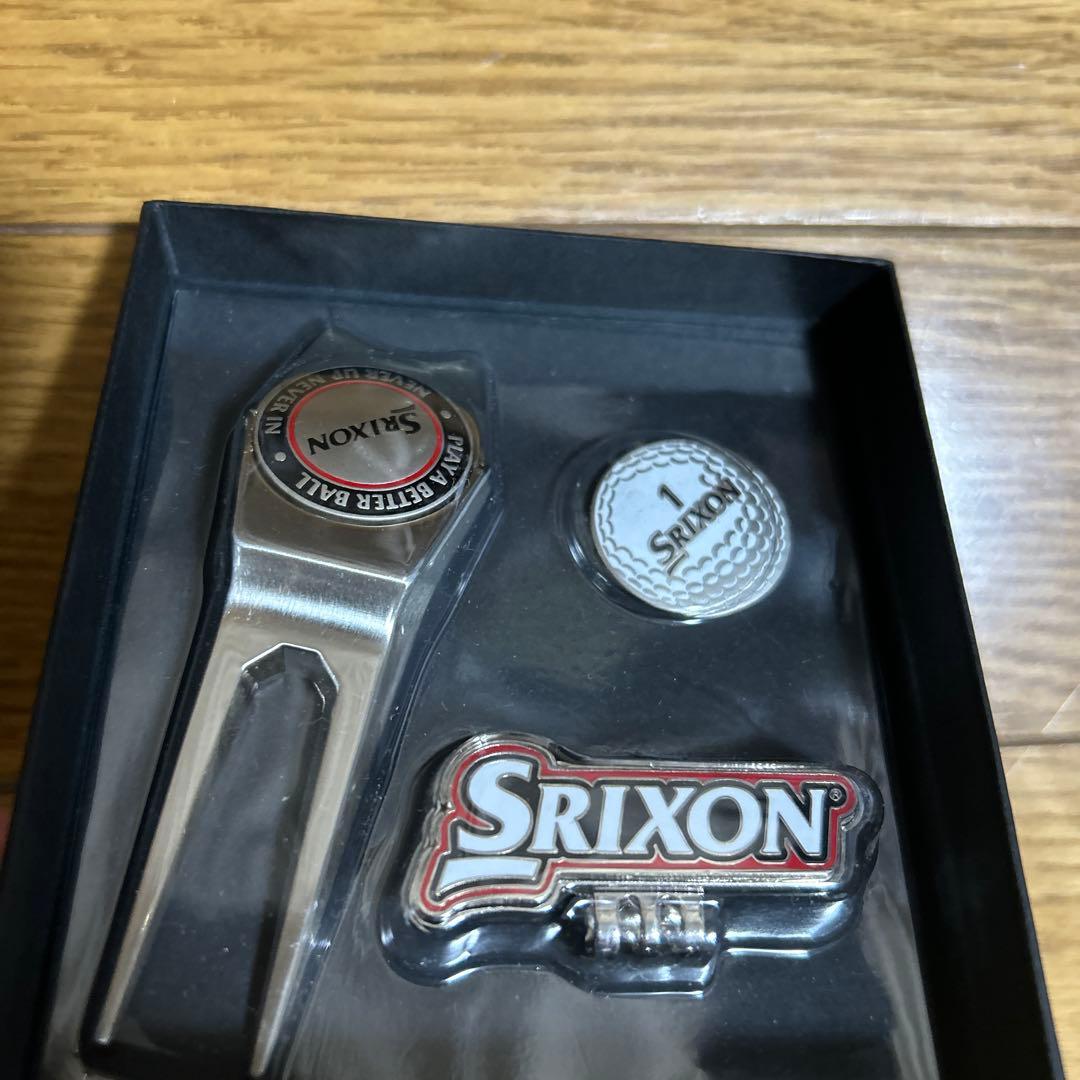 NEVER UP NEVER IN
SRIXON
PLAY A BETTER BALL
1
SRIXON
SRIXON®